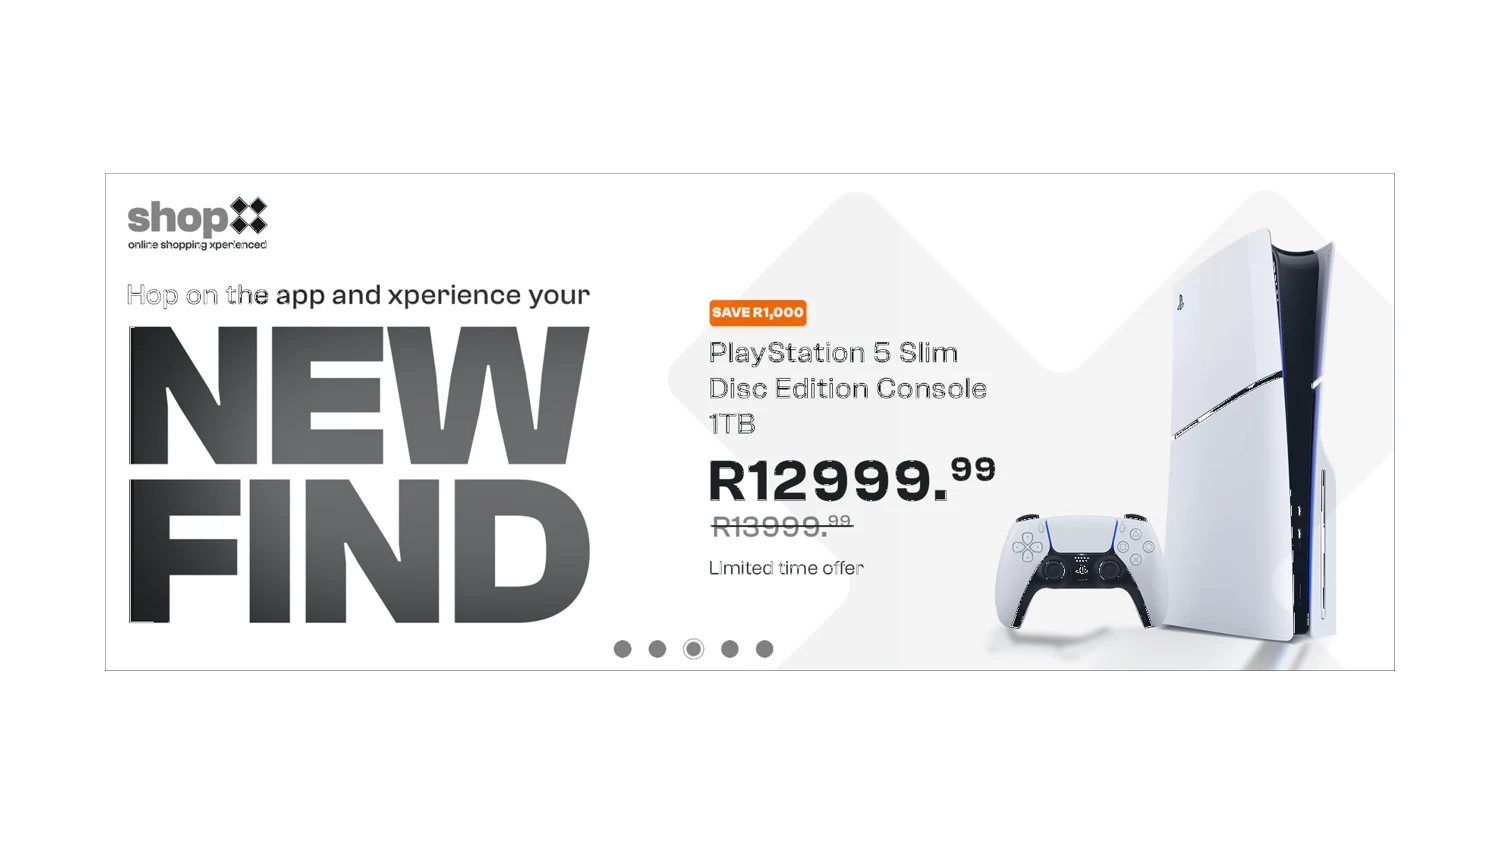 shop
online shopping xperienced
Hop on the app and xperience your
NEW
FIND
SAVE R1,000
PlayStation 5 Slim
Disc Edition Console
1TB
R12999.99
R13999.99
Limited time offer